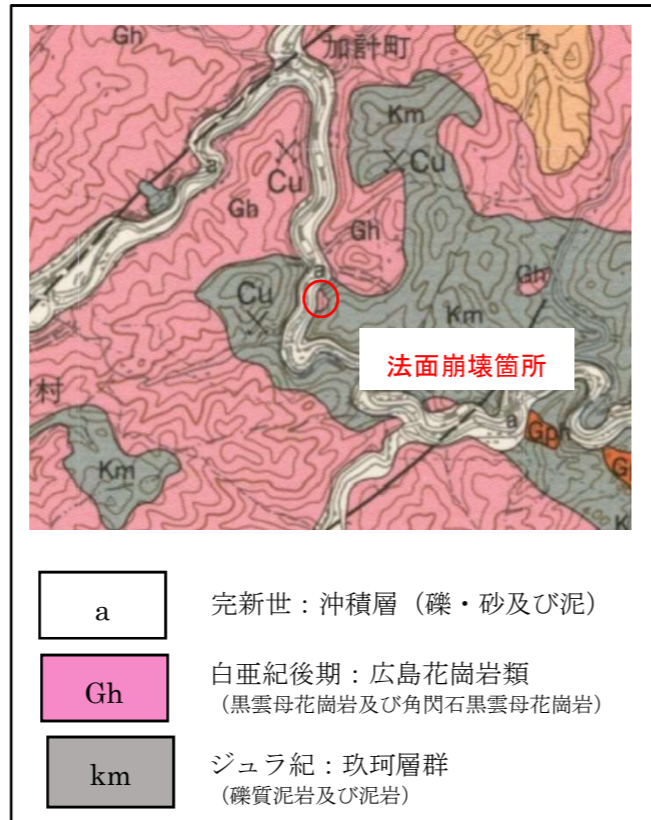 Gh
加計町
T₂
Km
Cu
Cu
Gh
Gh
a
Gh
Cu
Km
法面崩壊箇所
村
a
Gph
Km
G
K
a
完新世：沖積層（礫・砂及び泥）
Gh
白亜紀後期：広島花崗岩類
（黒雲母花崗岩及び角閃石黒雲母花崗岩）
km
ジュラ紀：玖珂層群
（礫質泥岩及び泥岩）